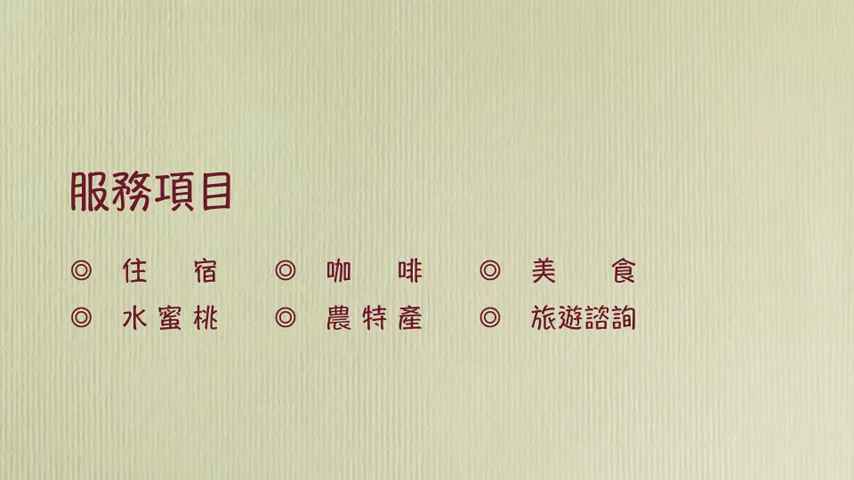 服務項目
◎ 住宿 ◎ 咖啡 ◎ 美食
◎ 水蜜桃 ◎ 農特產 ◎ 旅遊諮詢